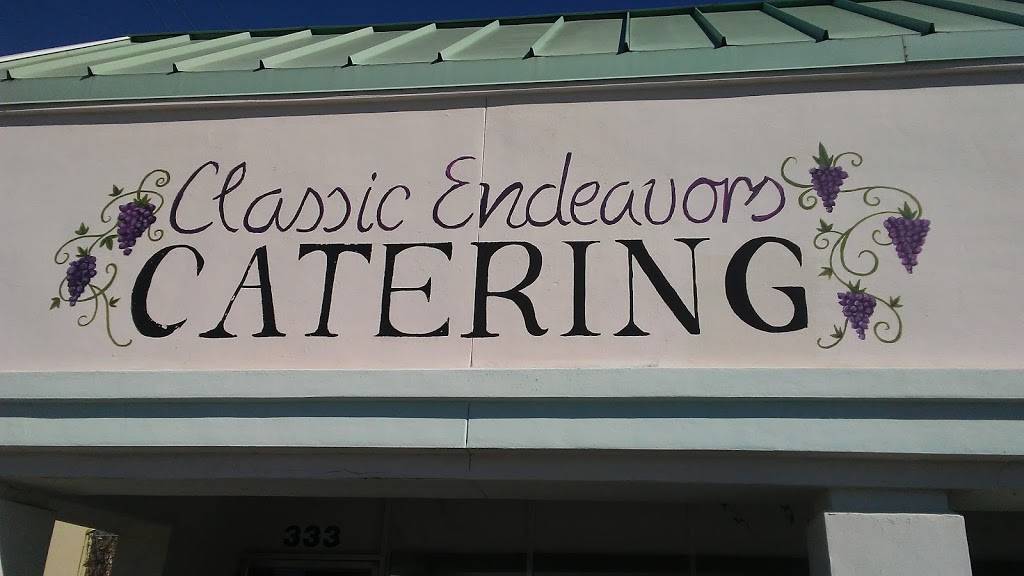 Classic Endeavors
CATERING
333